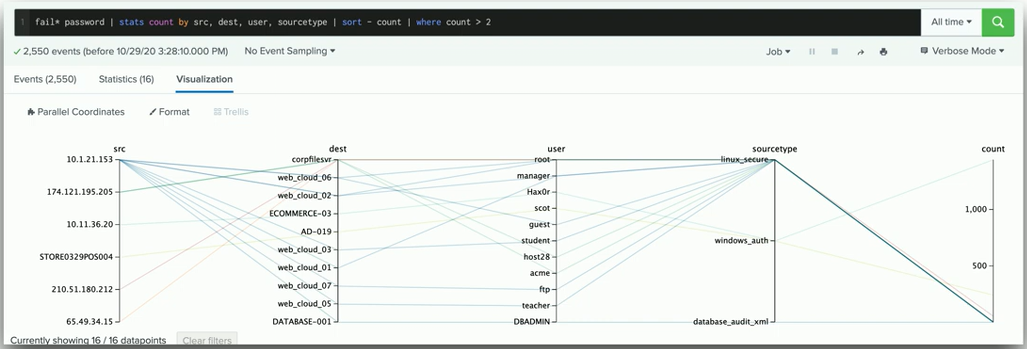 1 fail* password | stats count by src, dest, user, sourcetype | sort - count | where count > 2
All time
2,550 events (before 10/29/20 3:28:10.000 PM) No Event Sampling
Job Verbose Mode
Events (2,550) Statistics (16) Visualization
Parallel Coordinates Format Trellis
src dest user sourcetype count
10.1.21.153 corpfilesvr root linux_secure
web_cloud_06 manager
174.121.195.205 web_cloud_02 Hax0r
ECOMMERCE-03 scot 1,000
10.11.36.20 guest
AD-019 student windows_auth
STORE0329POS004 web_cloud_03 host28
web_cloud_01 acme 500
210.51.180.212 web_cloud_07 ftp
web_cloud_05 teacher
65.49.34.15 DATABASE-001 DBADMIN database_audit_xml
Currently showing 16 / 16 datapoints Clear filters